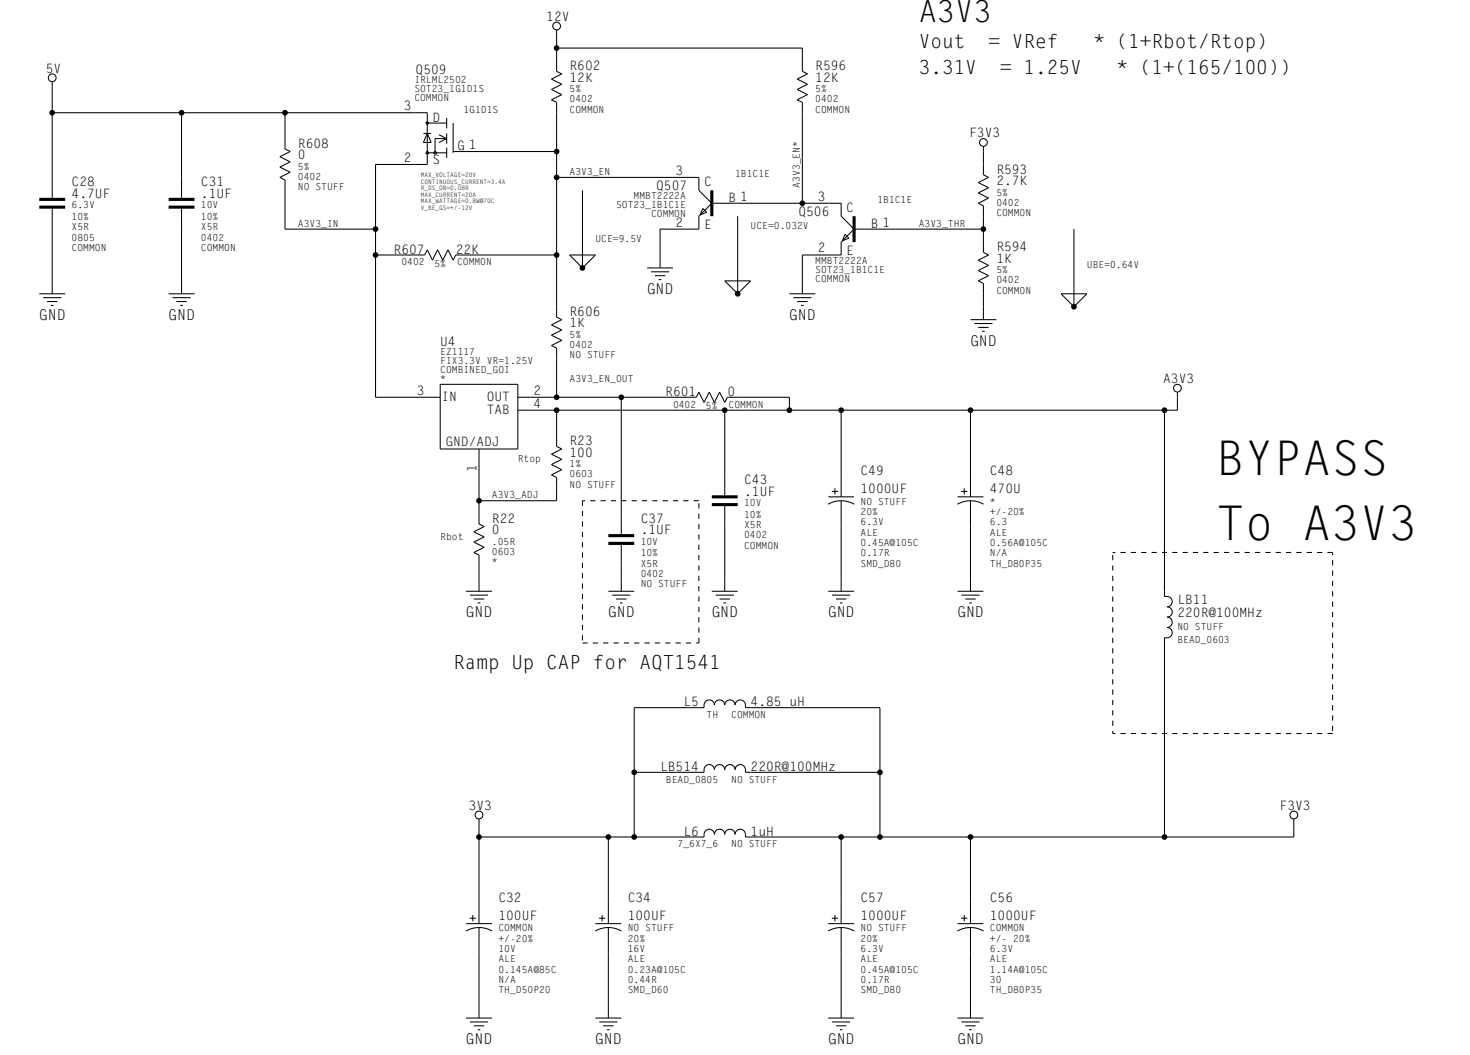 A3V3
Vout = VRef * (1+Rbot/Rtop)
3.31V = 1.25V * (1+(165/100))
12V
5V
Q509
IRLML2502
SOT23_1G1D1S
COMMON
3
1G1D1S
D
G 1
2
S
MAX_VOLTAGE=20V
CONTINUOUS_CURRENT=3.4A
R_DS_ON=0.08R
MAX_CURRENT=20A
MAX_WATTAGE=0.8W@70C
V_BE_GS=+/-12V
R602
12K
5%
0402
COMMON
R596
12K
5%
0402
COMMON
R608
0
5%
0402
NO STUFF
C28
4.7UF
6.3V
10%
X5R
0805
COMMON
GND
C31
.1UF
10V
10%
X5R
0402
COMMON
GND
A3V3_IN
R607
22K
0402
5%
COMMON
A3V3_EN
3
C
1B1C1E
Q507
MMBT2222A
SOT23_1B1C1E
COMMON
B 1
2
E
UCE=9.5V
GND
A3V3_EN*
UCE=0.032V
3
Q506
C
1B1C1E
B 1
2
E
MMBT2222A
SOT23_1B1C1E
COMMON
GND
A3V3_THR
F3V3
R593
2.7K
5%
0402
COMMON
R594
1K
5%
0402
COMMON
GND
UBE=0.64V
R606
1K
5%
0402
NO STUFF
A3V3_EN_OUT
U4
EZ1117
FIX3.3V VR=1.25V
COMBINED_GOI
*
3
IN
OUT
2
TAB
4
GND/ADJ
1
R601
0
0402
5%
COMMON
A3V3
Rtop
R23
100
1%
0603
NO STUFF
A3V3_ADJ
Rbot
R22
0
.05R
0603
*
GND
C37
.1UF
10V
10%
X5R
0402
NO STUFF
GND
C43
.1UF
10V
10%
X5R
0402
COMMON
GND
C49
1000UF
NO STUFF
20%
6.3V
ALE
0.45A@105C
0.17R
SMD_D80
GND
C48
470U
*
+/-20%
6.3
ALE
0.56A@105C
N/A
TH_D80P35
GND
BYPASS
To A3V3
LB11
220R@100MHz
NO STUFF
BEAD_0603
Ramp Up CAP for AQT1541
L5
4.85 uH
TH
COMMON
LB514
220R@100MHz
BEAD_0805
NO STUFF
3V3
L6
1uH
7_6X7_6
NO STUFF
F3V3
C32
100UF
COMMON
+/-20%
10V
ALE
0.145A@85C
N/A
TH_D50P20
GND
C34
100UF
NO STUFF
20%
16V
ALE
0.23A@105C
0.44R
SMD_D60
GND
C57
1000UF
NO STUFF
20%
6.3V
ALE
0.45A@105C
0.17R
SMD_D80
GND
C56
1000UF
COMMON
+/- 20%
6.3V
ALE
1.14A@105C
30
TH_D80P35
GND